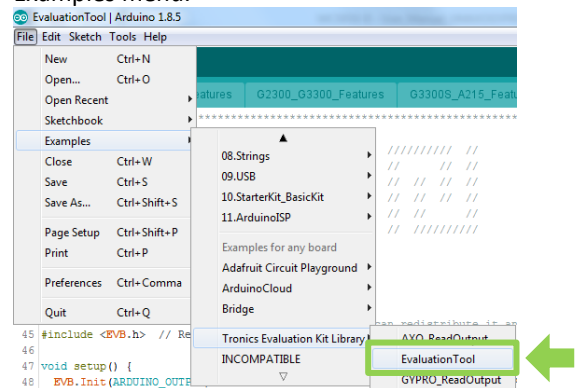 Examples menu.
EvaluationTool | Arduino 1.8.5
File Edit Sketch Tools Help
New Ctrl+N
Open... Ctrl+O
Open Recent
Sketchbook
Examples
Close Ctrl+W
Save Ctrl+S
Save As... Ctrl+Shift+S
Page Setup Ctrl+Shift+P
Print Ctrl+P
Preferences Ctrl+Comma
Quit Ctrl+Q
atures G2300_G3300_Features G3300S_A215_Featu
08.Strings
09.USB
10.StarterKit_BasicKit
11.ArduinoISP
Examples for any board
Adafruit Circuit Playground
ArduinoCloud
Bridge
Tronics Evaluation Kit Library
INCOMPATIBLE
AXO_ReadOutput
EvaluationTool
GYPRO_ReadOutput
////////// //
// // //
// // // //
// // // //
// // //
// //////////
can redistribute it an
45 #include <EVB.h> // Re
46
47 void setup() {
48 EVB.Init(ARDUINO_OUTP